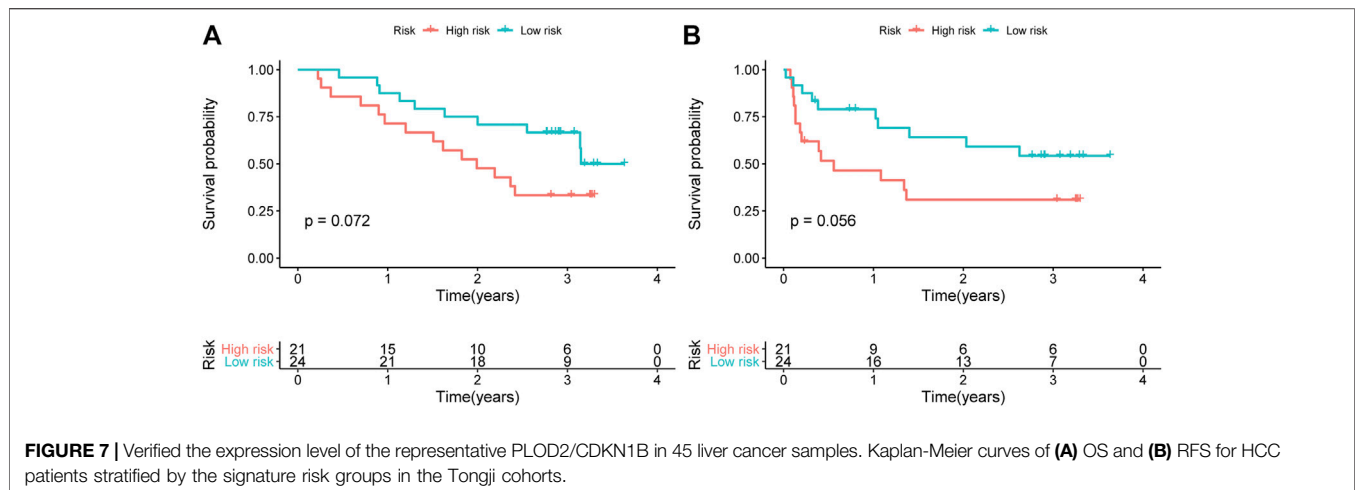 A
Risk High risk Low risk
Survival probability
1.00
0.75
0.50
0.25
0.00
p = 0.072
0 1 2 3 4
Time(years)
Risk
High risk 21 15 10 6 0
Low risk 24 21 18 9 0
0 1 2 3 4
Time(years)
B
Risk High risk Low risk
Survival probability
1.00
0.75
0.50
0.25
0.00
p = 0.056
0 1 2 3 4
Time(years)
Risk
High risk 21 9 6 6 0
Low risk 24 16 13 7 0
0 1 2 3 4
Time(years)
FIGURE 7 | Verified the expression level of the representative PLOD2/CDKN1B in 45 liver cancer samples. Kaplan-Meier curves of (A) OS and (B) RFS for HCC
patients stratified by the signature risk groups in the Tongji cohorts.